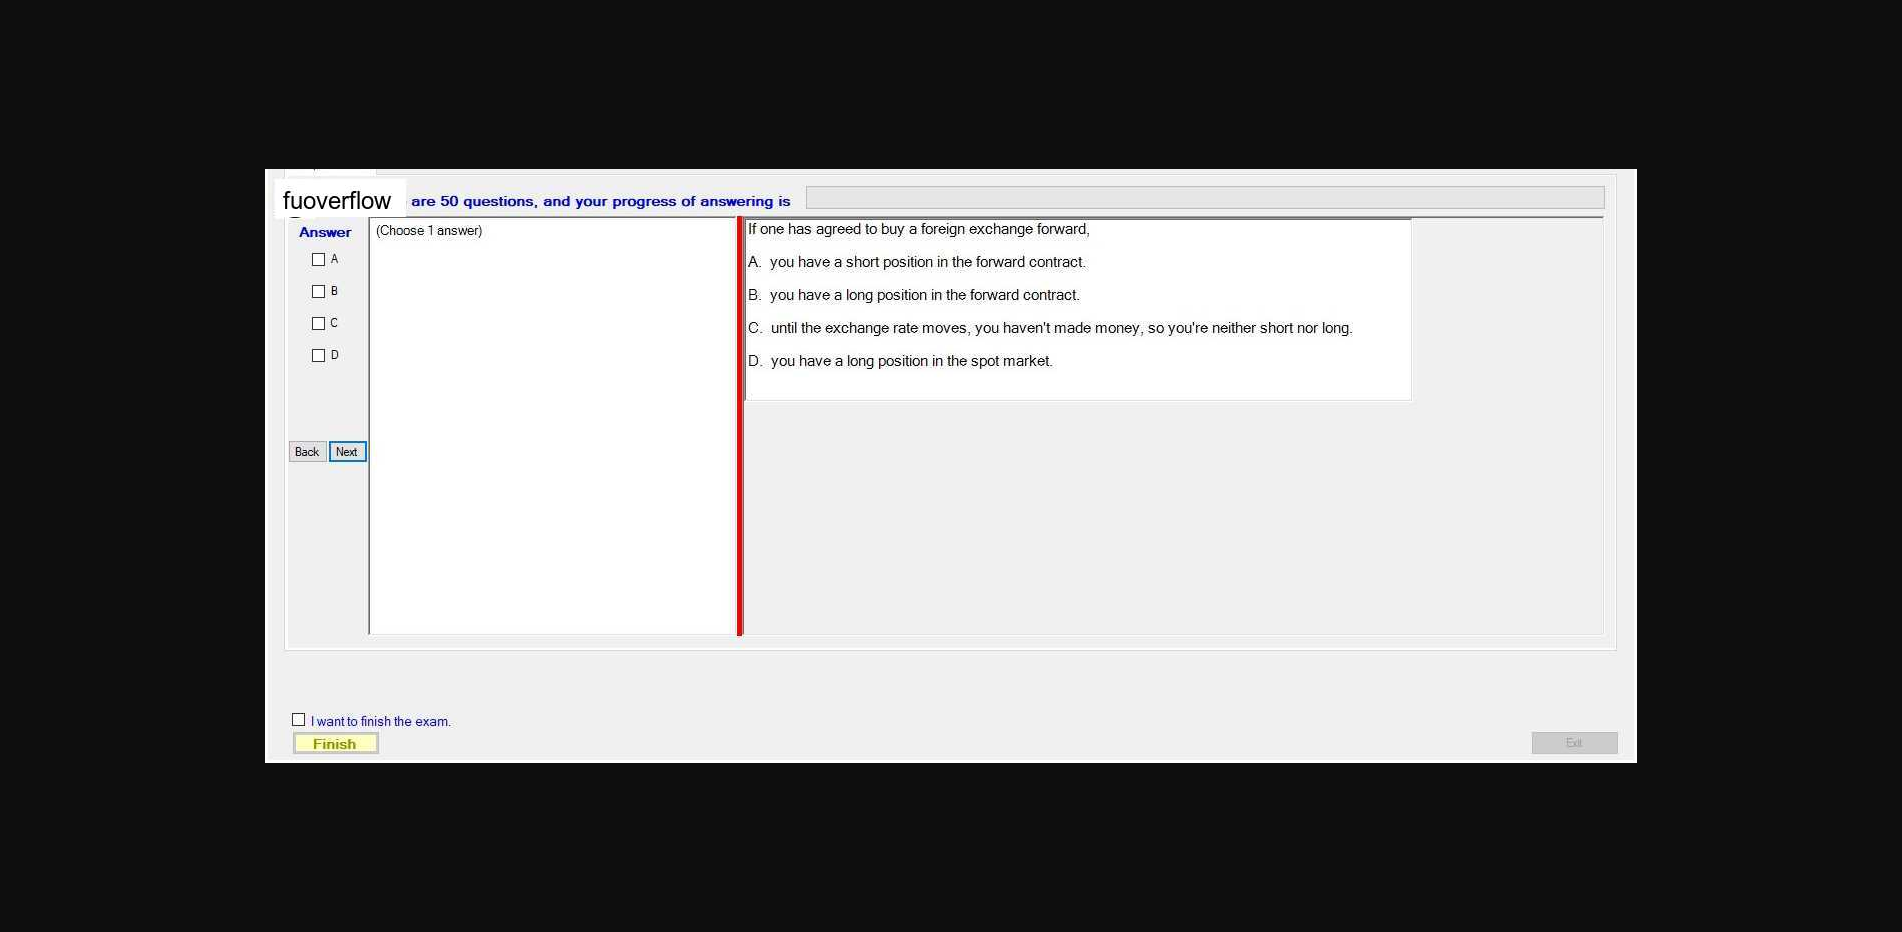 fuoverflow are 50 questions, and your progress of answering is
Answer
(Choose 1 answer)
A
B
C
D
Back Next
If one has agreed to buy a foreign exchange forward,
A. you have a short position in the forward contract.
B. you have a long position in the forward contract.
C. until the exchange rate moves, you haven't made money, so you're neither short nor long.
D. you have a long position in the spot market.
I want to finish the exam.
Finish
Exit